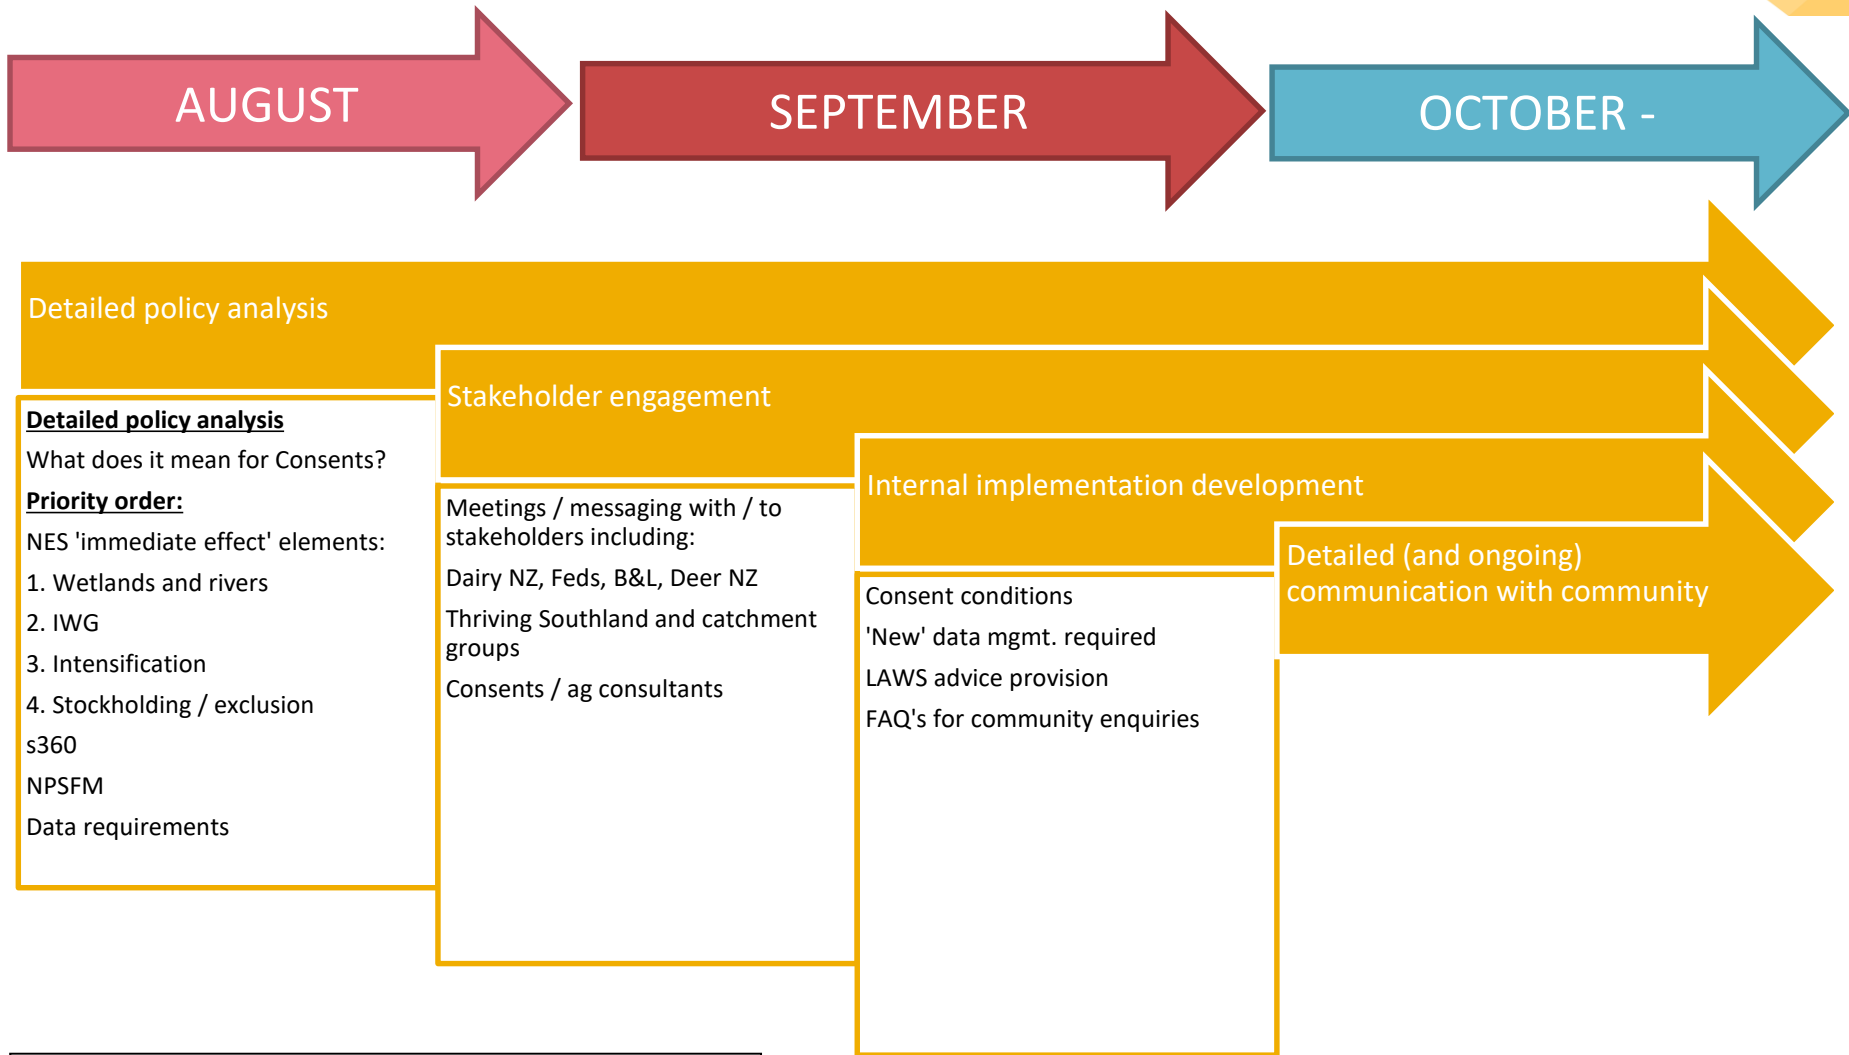 AUGUST
SEPTEMBER
OCTOBER -
Detailed policy analysis
Detailed policy analysis
What does it mean for Consents?
Priority order:
NES 'immediate effect' elements:
1. Wetlands and rivers
2. IWG
3. Intensification
4. Stockholding / exclusion
s360
NPSFM
Data requirements
Stakeholder engagement
Meetings / messaging with / to
stakeholders including:
Dairy NZ, Feds, B&L, Deer NZ
Thriving Southland and catchment
groups
Consents / ag consultants
Internal implementation development
Consent conditions
'New' data mgmt. required
LAWS advice provision
FAQ's for community enquiries
Detailed (and ongoing)
communication with community